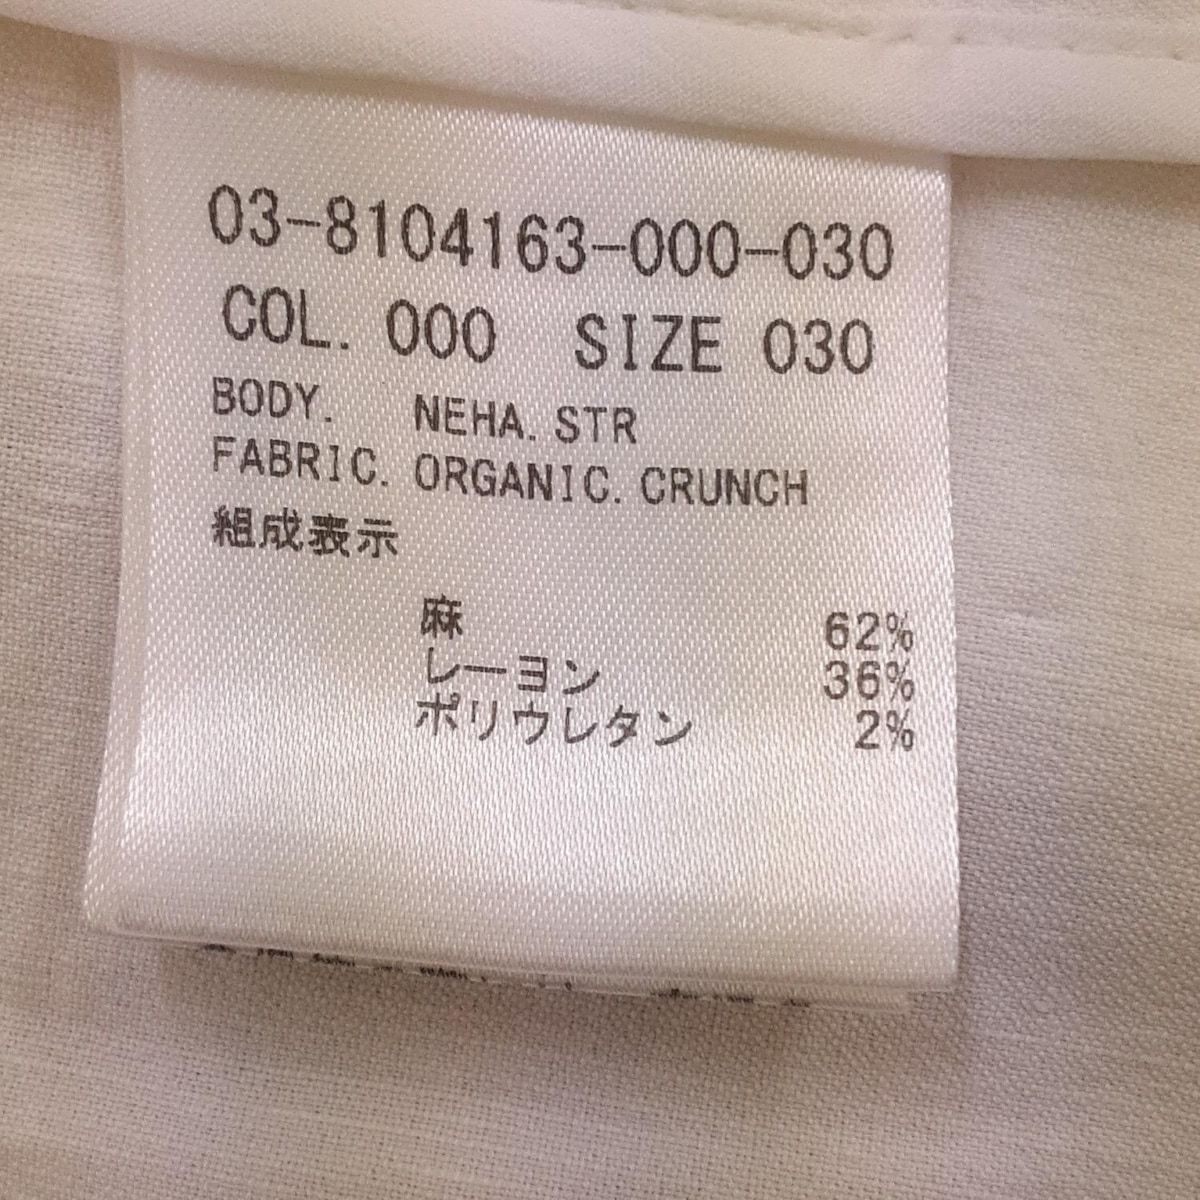 03-8104163-000-030
COL. 000 SIZE 030
BODY. NEHA. STR
FABRIC. ORGANIC. CRUNCH
組成表示
麻 62%
レーヨン 36%
ポリウレタン 2%